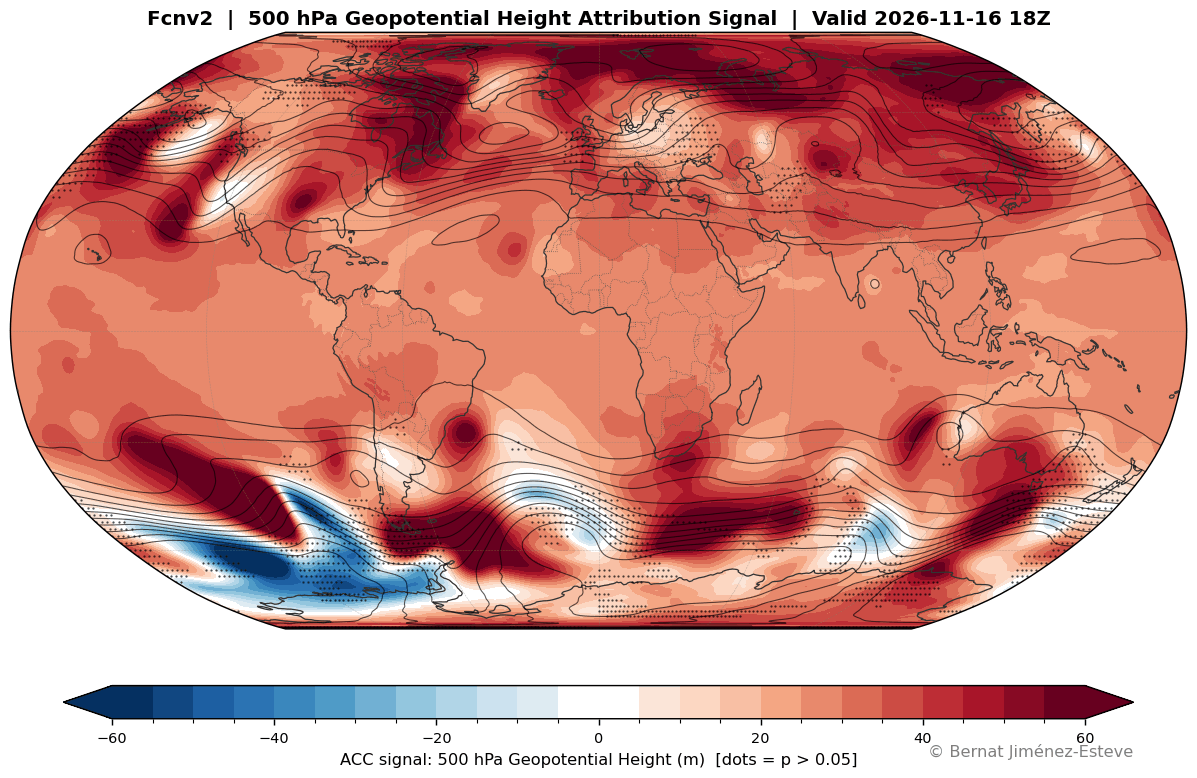 Fcnv2 | 500 hPa Geopotential Height Attribution Signal | Valid 2026-11-16 18Z
−60 −40 −20 0 20 40 60
ACC signal: 500 hPa Geopotential Height (m) [dots = p > 0.05]
© Bernat Jiménez-Esteve